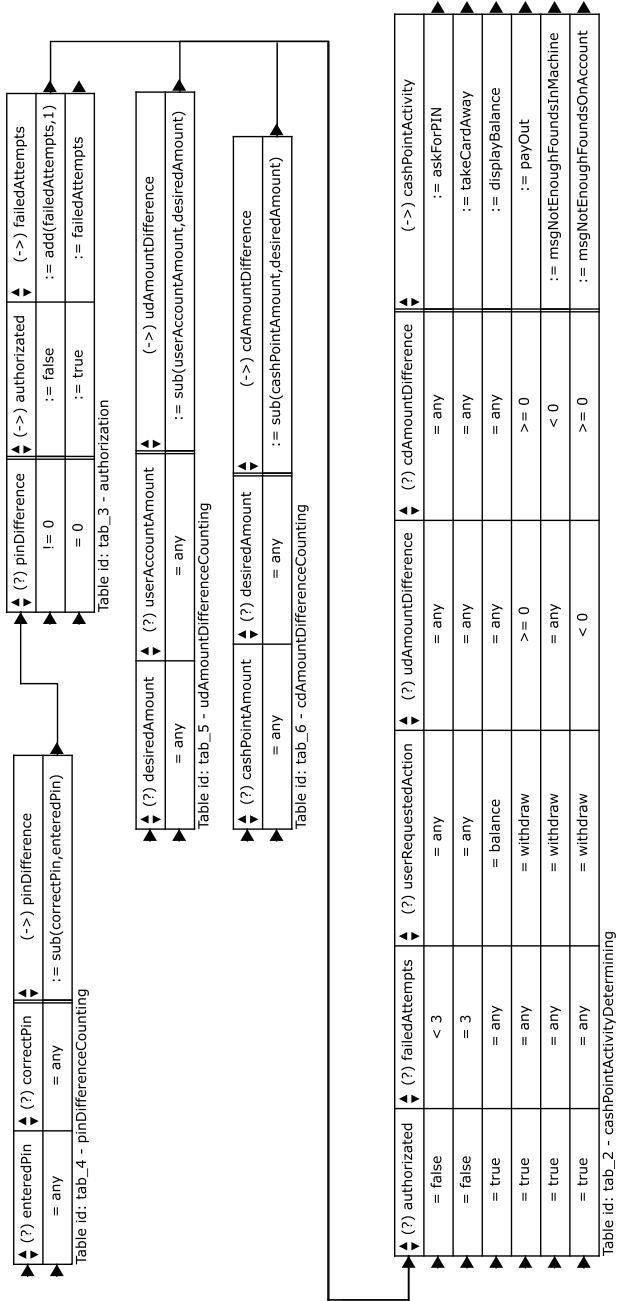 (?) enteredPin (?) correctPin (->) pinDifference
= any = any := sub(correctPin,enteredPin)
Table id: tab_4 - pinDifferenceCounting
(?) pinDifference (->) authorizated (->) failedAttempts
!= 0 := false := add(failedAttempts,1)
= 0 := true := failedAttempts
Table id: tab_3 - authorization
(?) desiredAmount (?) userAccountAmount (->) udAmountDifference
= any = any := sub(userAccountAmount,desiredAmount)
Table id: tab_5 - udAmountDifferenceCounting
(?) cashPointAmount (?) desiredAmount (->) cdAmountDifference
= any = any := sub(cashPointAmount,desiredAmount)
Table id: tab_6 - cdAmountDifferenceCounting
(?) authorizated (?) failedAttempts (?) userRequestedAction (?) udAmountDifference (?) cdAmountDifference (->) cashPointActivity
= false < 3 = any = any = any := askForPIN
= false = 3 = any = any = any := takeCardAway
= true = any = balance = any = any := displayBalance
= true = any = withdraw >= 0 >= 0 := payOut
= true = any = withdraw = any < 0 := msgNotEnoughFoundsInMachine
= true = any = withdraw < 0 >= 0 := msgNotEnoughFoundsOnAccount
Table id: tab_2 - cashPointActivityDetermining